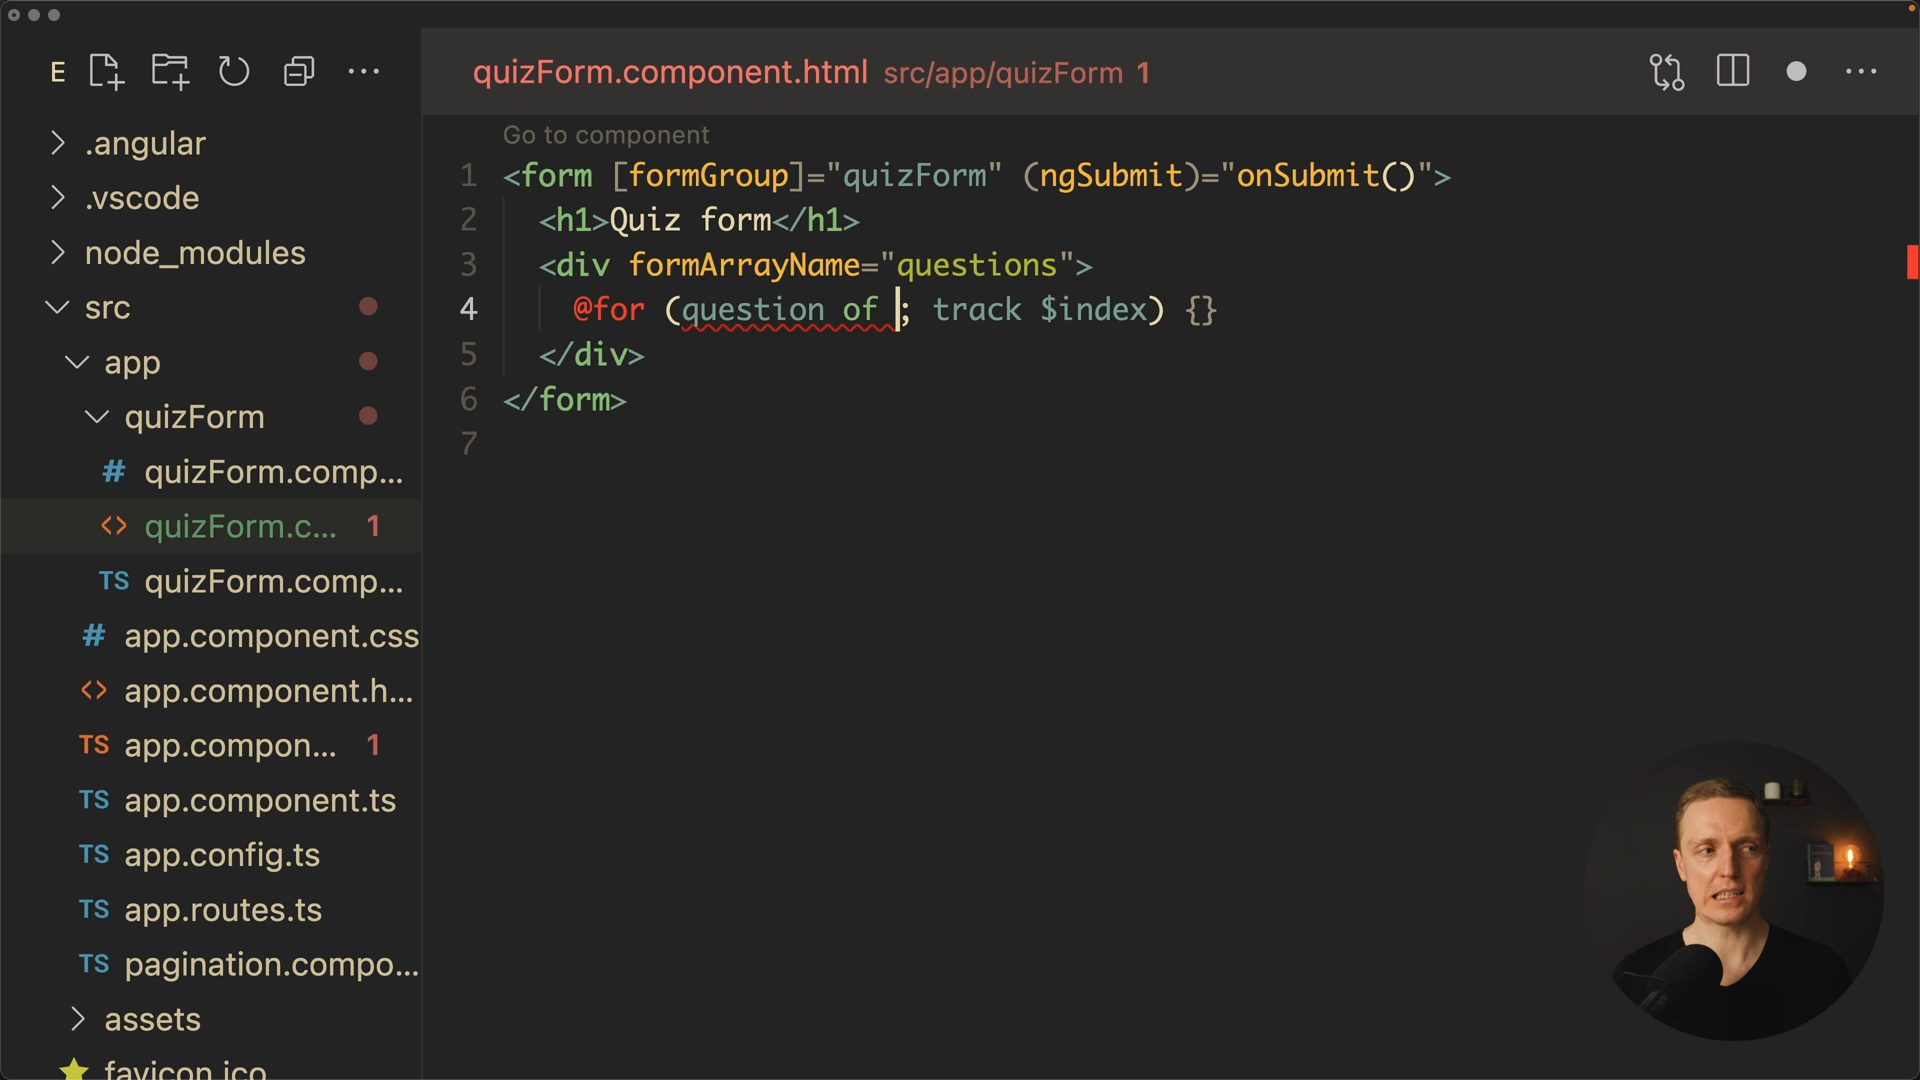 E
quizForm.component.html src/app/quizForm 1
.angular
.vscode
node_modules
src
app
quizForm
# quizForm.comp...
<> quizForm.c... 1
TS quizForm.comp...
# app.component.css
<> app.component.h...
TS app.compon... 1
TS app.component.ts
TS app.config.ts
TS app.routes.ts
TS pagination.compo...
assets
favicon.ico
Go to component
1 <form [formGroup]="quizForm" (ngSubmit)="onSubmit()">
2 <h1>Quiz form</h1>
3 <div formArrayName="questions">
4 @for (question of ; track $index) {}
5 </div>
6 </form>
7